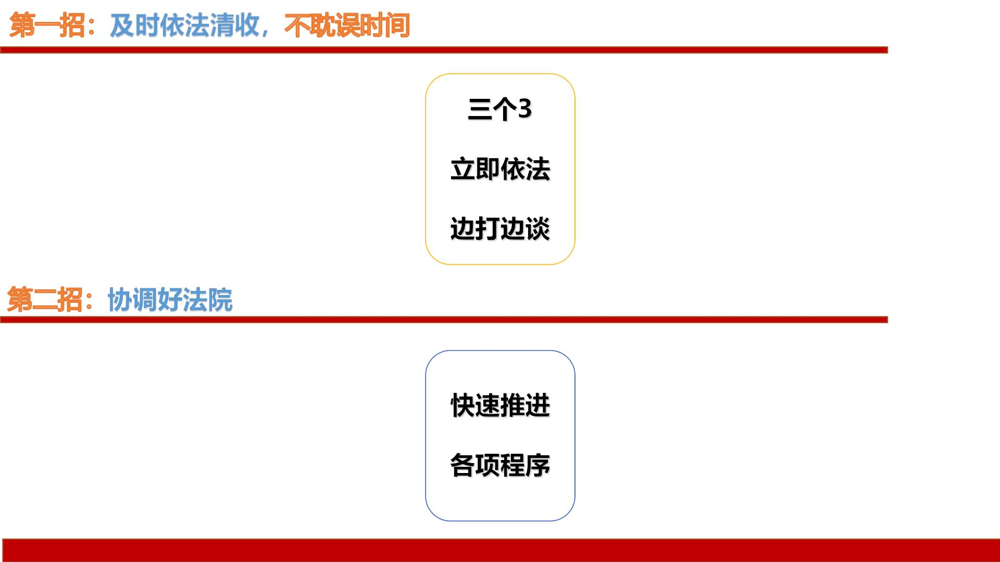 第一招：及时依法清收，不耽误时间
三个3
立即依法
边打边谈
第二招：协调好法院
快速推进
各项程序